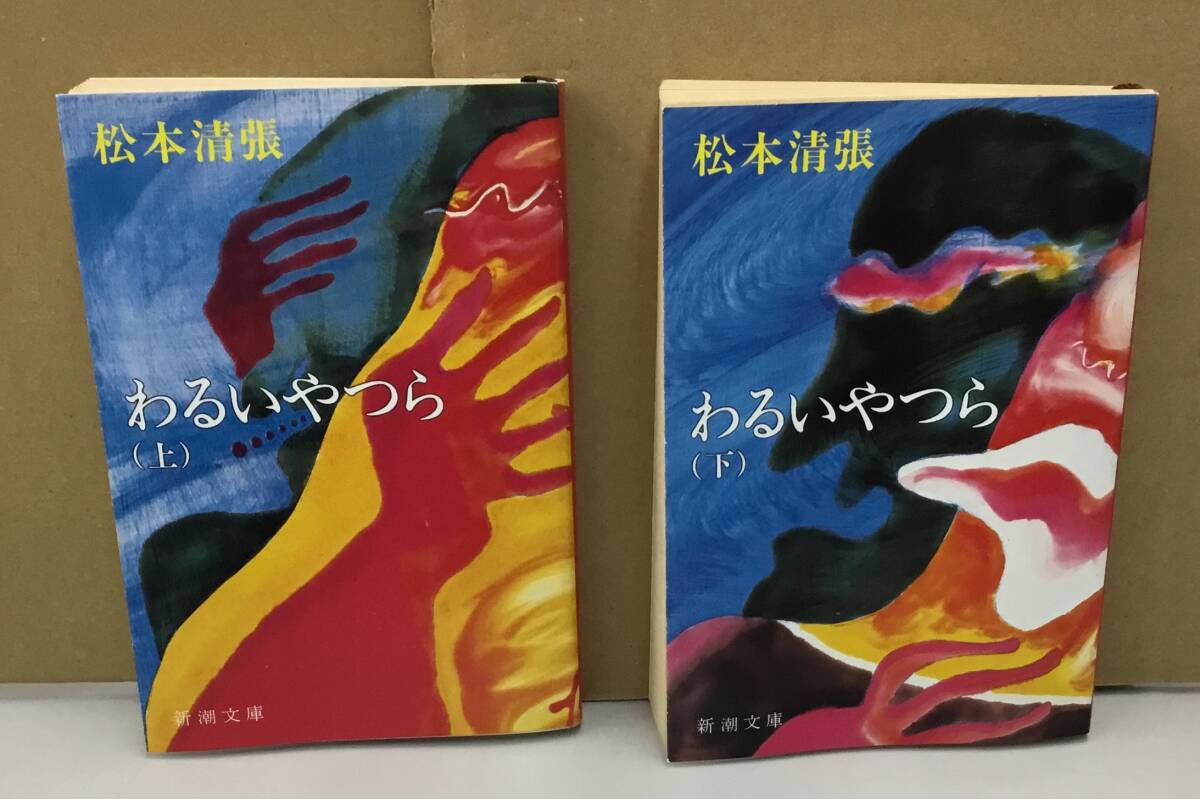 松本清張
わるいやつら
(上)
新潮文庫
松本清張
わるいやつら
(下)
新潮文庫